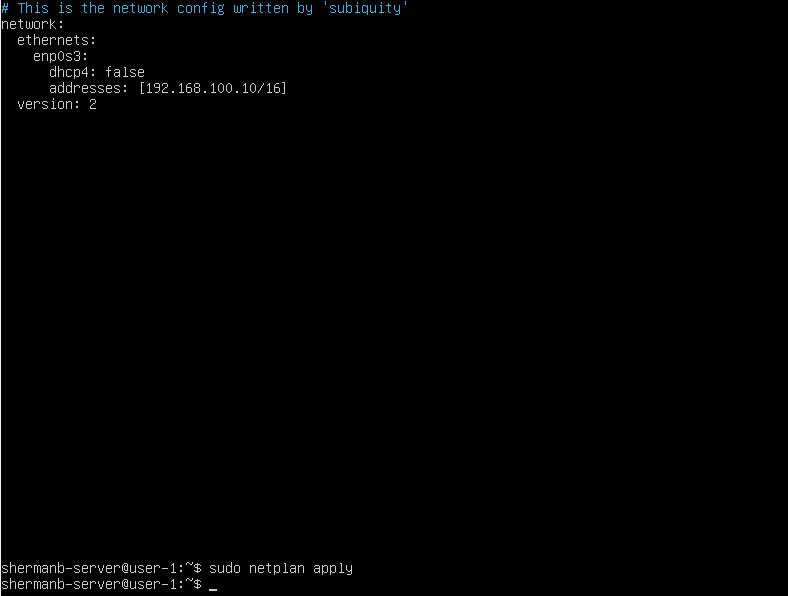 # This is the network config written by 'subiquity'
network:
  ethernets:
    enp0s3:
      dhcp4: false
      addresses: [192.168.100.10/16]
  version: 2
shermanb-server@user-1:~$ sudo netplan apply
shermanb-server@user-1:~$ _